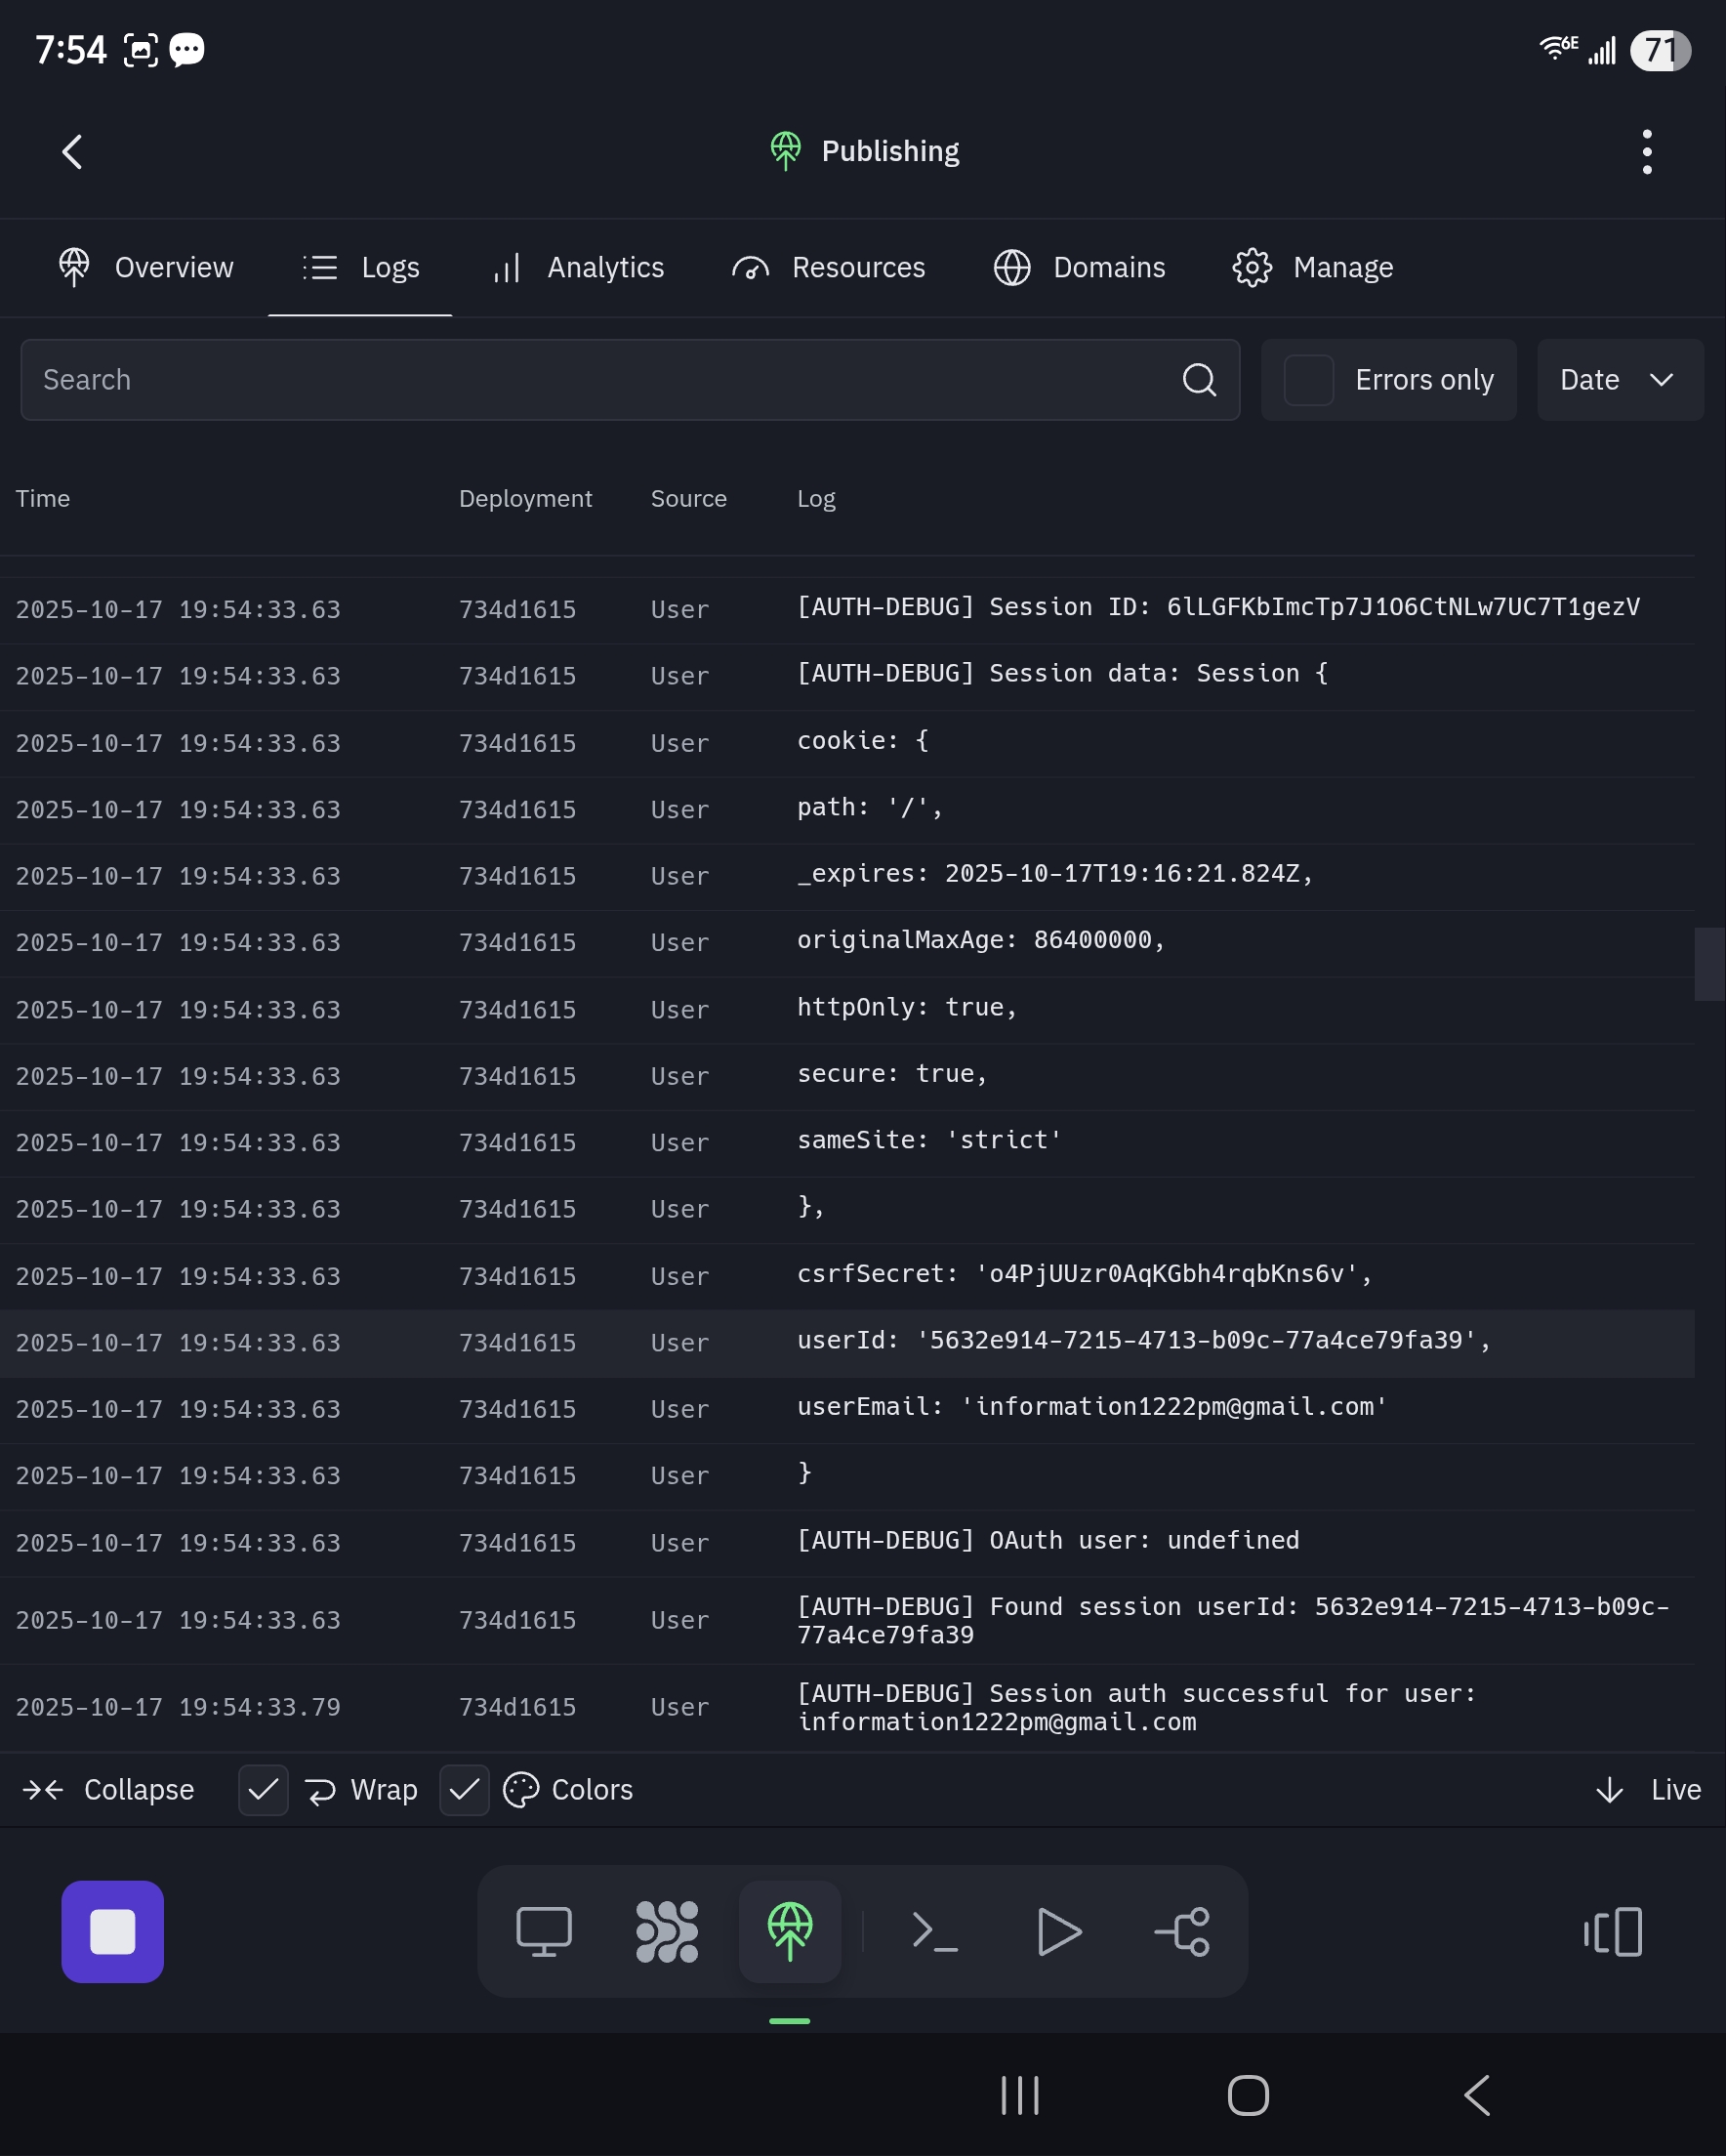 7:54
6E
71
Publishing
Overview Logs Analytics Resources Domains Manage
Search Errors only Date
Time Deployment Source Log
2025-10-17 19:54:33.63 734d1615 User [AUTH-DEBUG] Session ID: 6lLGFKbImcTp7J1O6CtNLw7UC7T1gezV
2025-10-17 19:54:33.63 734d1615 User [AUTH-DEBUG] Session data: Session {
2025-10-17 19:54:33.63 734d1615 User cookie: {
2025-10-17 19:54:33.63 734d1615 User path: '/',
2025-10-17 19:54:33.63 734d1615 User _expires: 2025-10-17T19:16:21.824Z,
2025-10-17 19:54:33.63 734d1615 User originalMaxAge: 86400000,
2025-10-17 19:54:33.63 734d1615 User httpOnly: true,
2025-10-17 19:54:33.63 734d1615 User secure: true,
2025-10-17 19:54:33.63 734d1615 User sameSite: 'strict'
2025-10-17 19:54:33.63 734d1615 User },
2025-10-17 19:54:33.63 734d1615 User csrfSecret: 'o4PjUUzr0AqKGbh4rqbKns6v',
2025-10-17 19:54:33.63 734d1615 User userId: '5632e914-7215-4713-b09c-77a4ce79fa39',
2025-10-17 19:54:33.63 734d1615 User userEmail: 'information1222pm@gmail.com'
2025-10-17 19:54:33.63 734d1615 User }
2025-10-17 19:54:33.63 734d1615 User [AUTH-DEBUG] OAuth user: undefined
2025-10-17 19:54:33.63 734d1615 User [AUTH-DEBUG] Found session userId: 5632e914-7215-4713-b09c-
77a4ce79fa39
2025-10-17 19:54:33.79 734d1615 User [AUTH-DEBUG] Session auth successful for user:
information1222pm@gmail.com
Collapse Wrap Colors Live